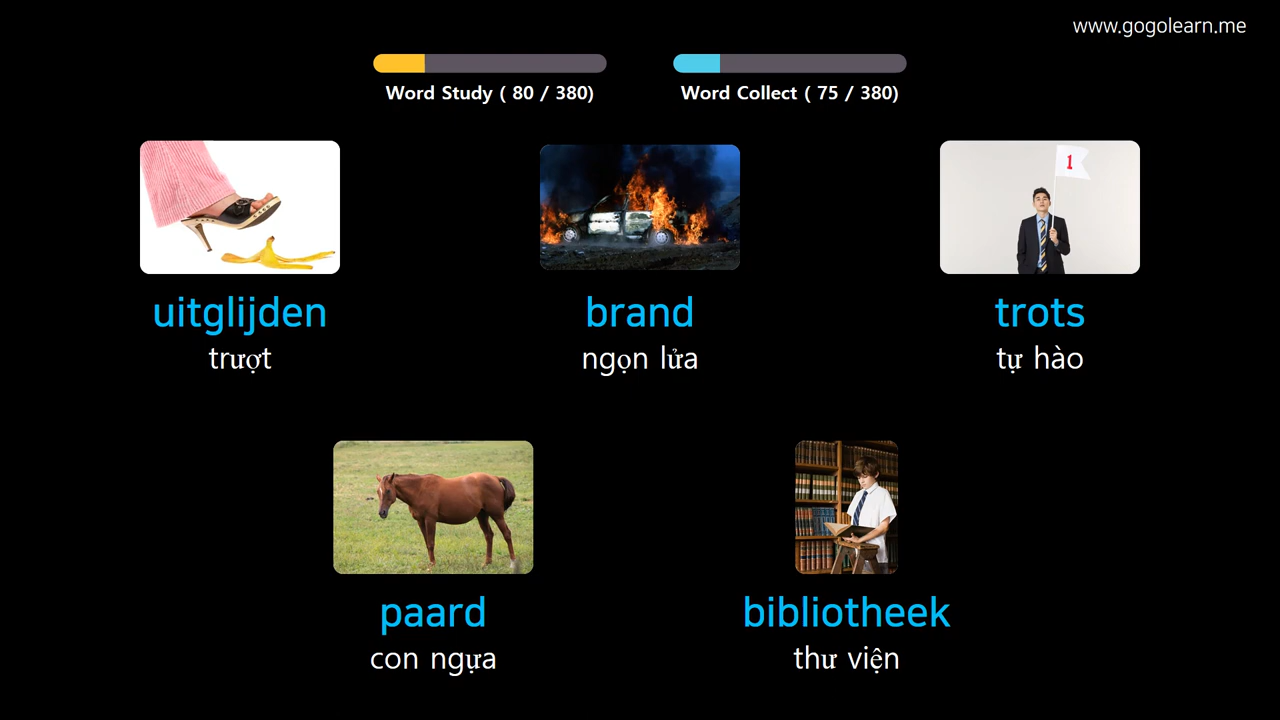 www.gogolearn.me
Word Study ( 80 / 380)
Word Collect ( 75 / 380)
1
uitglijden
trượt
brand
ngọn lửa
trots
tự hào
paard
con ngựa
bibliotheek
thư viện